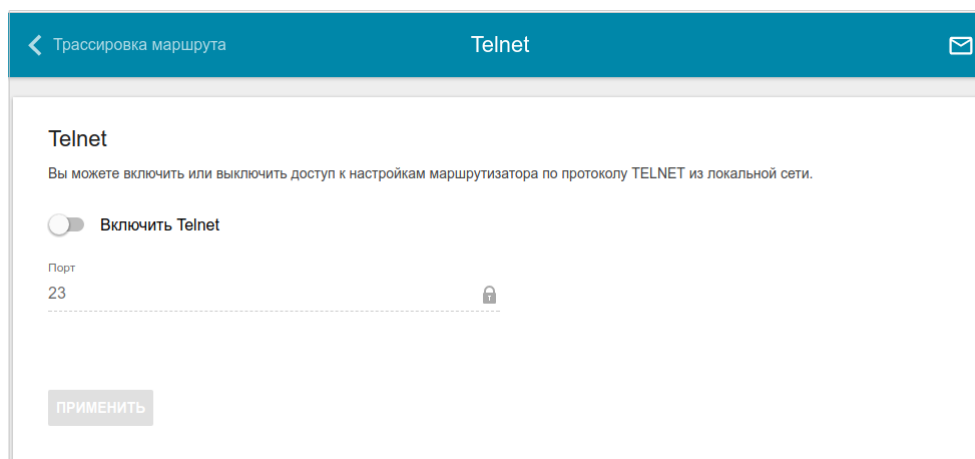 Трассировка маршрута
Telnet
Telnet
Вы можете включить или выключить доступ к настройкам маршрутизатора по протоколу TELNET из локальной сети.
Включить Telnet
Порт
23
ПРИМЕНИТЬ